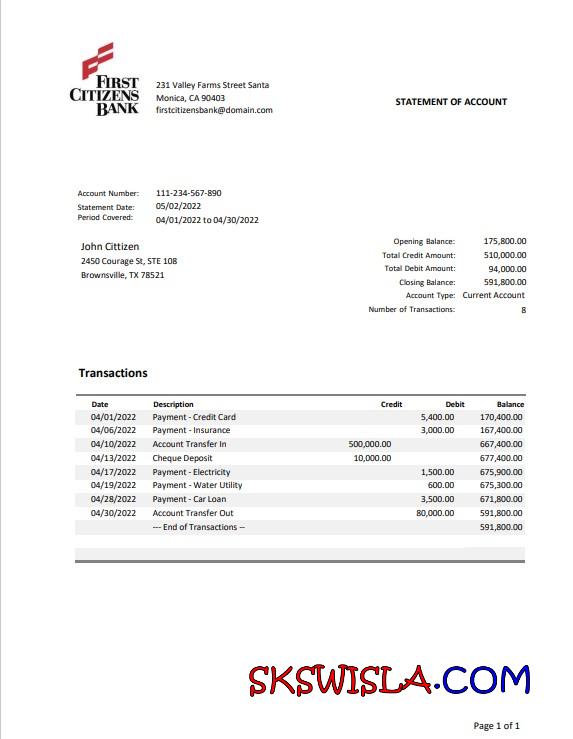 FIRST
CITIZENS
BANK
231 Valley Farms Street Santa
Monica, CA 90403
firstcitizensbank@domain.com
STATEMENT OF ACCOUNT
Account Number: 111-234-567-890
Statement Date: 05/02/2022
Period Covered: 04/01/2022 to 04/30/2022
John Cittizen
2450 Courage St, STE 108
Brownsville, TX 78521
Opening Balance: 175,800.00
Total Credit Amount: 510,000.00
Total Debit Amount: 94,000.00
Closing Balance: 591,800.00
Account Type: Current Account
Number of Transactions: 8
Transactions
Date Description Credit Debit Balance
04/01/2022 Payment - Credit Card 5,400.00 170,400.00
04/06/2022 Payment - Insurance 3,000.00 167,400.00
04/10/2022 Account Transfer In 500,000.00 667,400.00
04/13/2022 Cheque Deposit 10,000.00 677,400.00
04/17/2022 Payment - Electricity 1,500.00 675,900.00
04/19/2022 Payment - Water Utility 600.00 675,300.00
04/28/2022 Payment - Car Loan 3,500.00 671,800.00
04/30/2022 Account Transfer Out 80,000.00 591,800.00
--- End of Transactions -- 591,800.00
SKSWISLA.COM
Page 1 of 1